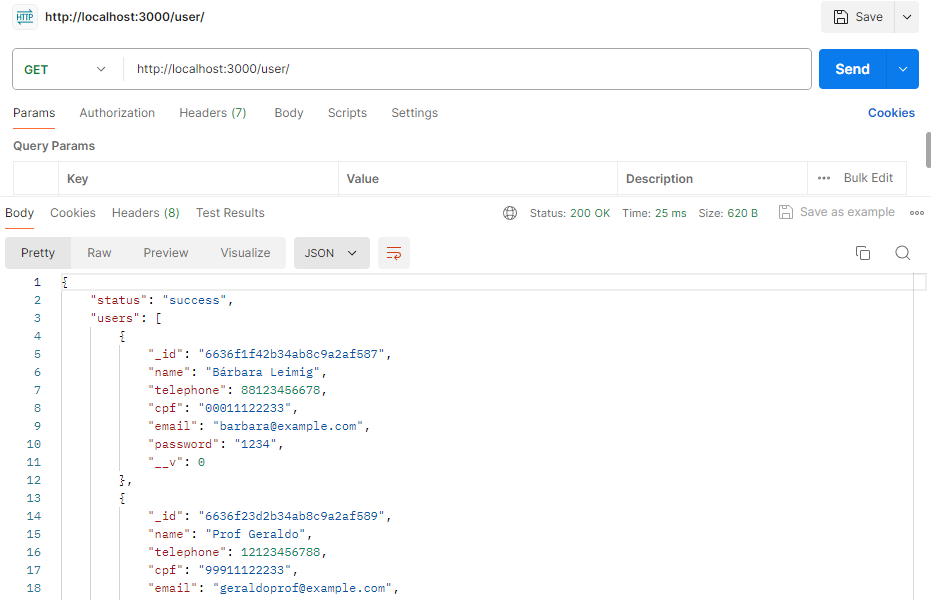 HTTP http://localhost:3000/user/ Save
GET http://localhost:3000/user/ Send
Params Authorization Headers (7) Body Scripts Settings Cookies
Query Params
Key Value Description ••• Bulk Edit
Body Cookies Headers (8) Test Results Status: 200 OK Time: 25 ms Size: 620 B Save as example
Pretty Raw Preview Visualize JSON
1 {
2 "status": "success",
3 "users": [
4 {
5 "_id": "6636f1f42b34ab8c9a2af587",
6 "name": "Bárbara Leimig",
7 "telephone": 88123456678,
8 "cpf": "00011122233",
9 "email": "barbara@example.com",
10 "password": "1234",
11 "__v": 0
12 },
13 {
14 "_id": "6636f23d2b34ab8c9a2af589",
15 "name": "Prof Geraldo",
16 "telephone": 12123456788,
17 "cpf": "99911122233",
18 "email": "geraldoprof@example.com",